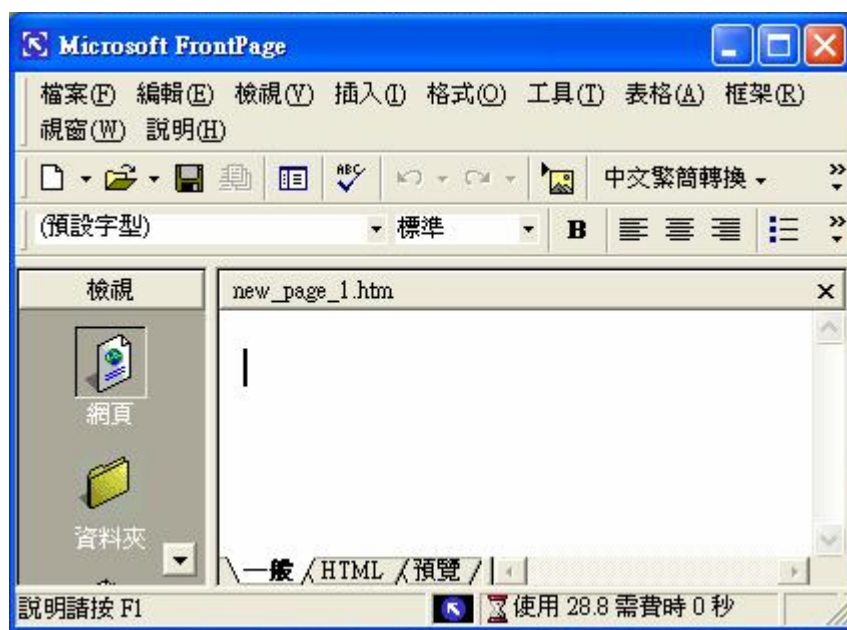 Microsoft FrontPage
檔案(F) 編輯(E) 檢視(V) 插入(I) 格式(O) 工具(T) 表格(A) 框架(R)
視窗(W) 說明(H)
ABC 中文繁簡轉換
(預設字型) 標準 B
檢視 new_page_1.htm
網頁
資料夾
一般 HTML 預覽
說明請按 F1 使用 28.8 需費時 0 秒